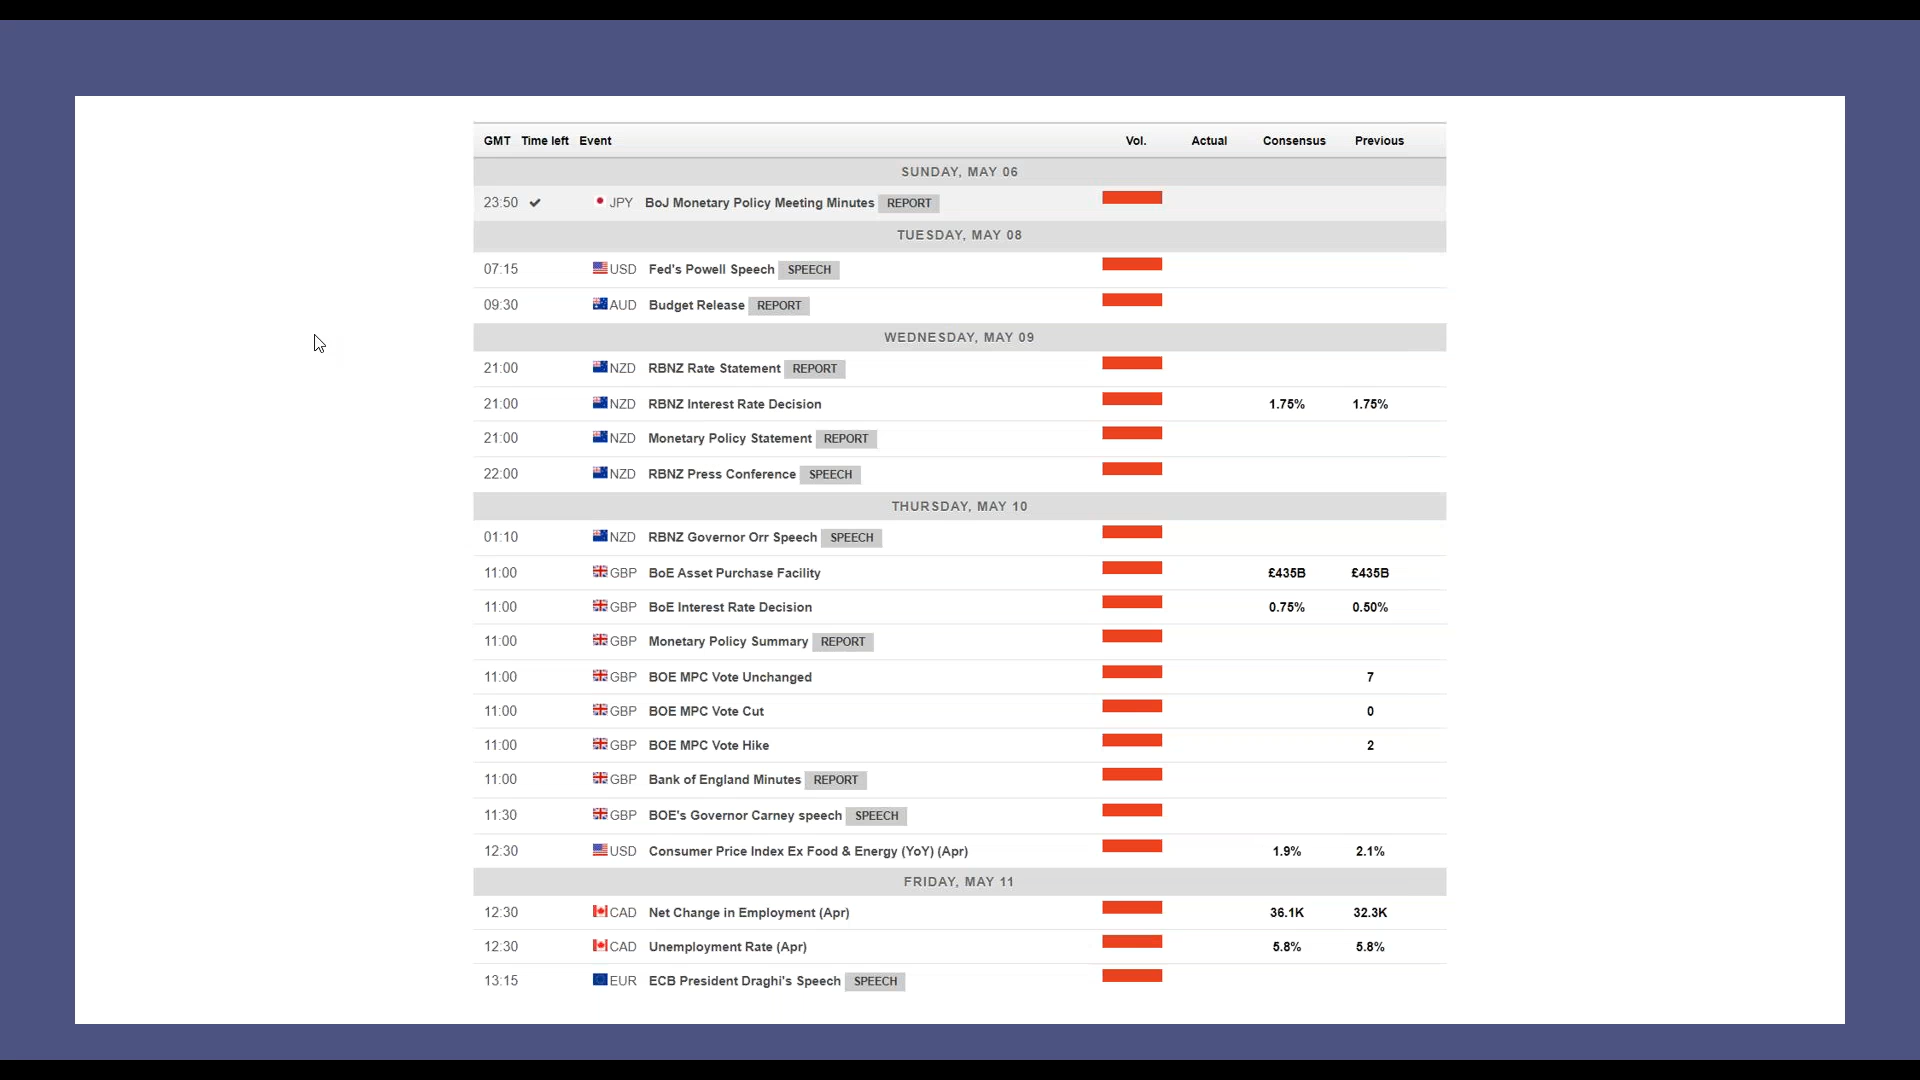 GMT Time left Event Vol. Actual Consensus Previous
SUNDAY, MAY 06
23:50 JPY BoJ Monetary Policy Meeting Minutes REPORT
TUESDAY, MAY 08
07:15 USD Fed's Powell Speech SPEECH
09:30 AUD Budget Release REPORT
WEDNESDAY, MAY 09
21:00 NZD RBNZ Rate Statement REPORT
21:00 NZD RBNZ Interest Rate Decision 1.75% 1.75%
21:00 NZD Monetary Policy Statement REPORT
22:00 NZD RBNZ Press Conference SPEECH
THURSDAY, MAY 10
01:10 NZD RBNZ Governor Orr Speech SPEECH
11:00 GBP BoE Asset Purchase Facility £435B £435B
11:00 GBP BoE Interest Rate Decision 0.75% 0.50%
11:00 GBP Monetary Policy Summary REPORT
11:00 GBP BOE MPC Vote Unchanged 7
11:00 GBP BOE MPC Vote Cut 0
11:00 GBP BOE MPC Vote Hike 2
11:00 GBP Bank of England Minutes REPORT
11:30 GBP BOE's Governor Carney speech SPEECH
12:30 USD Consumer Price Index Ex Food & Energy (YoY) (Apr) 1.9% 2.1%
FRIDAY, MAY 11
12:30 CAD Net Change in Employment (Apr) 36.1K 32.3K
12:30 CAD Unemployment Rate (Apr) 5.8% 5.8%
13:15 EUR ECB President Draghi's Speech SPEECH